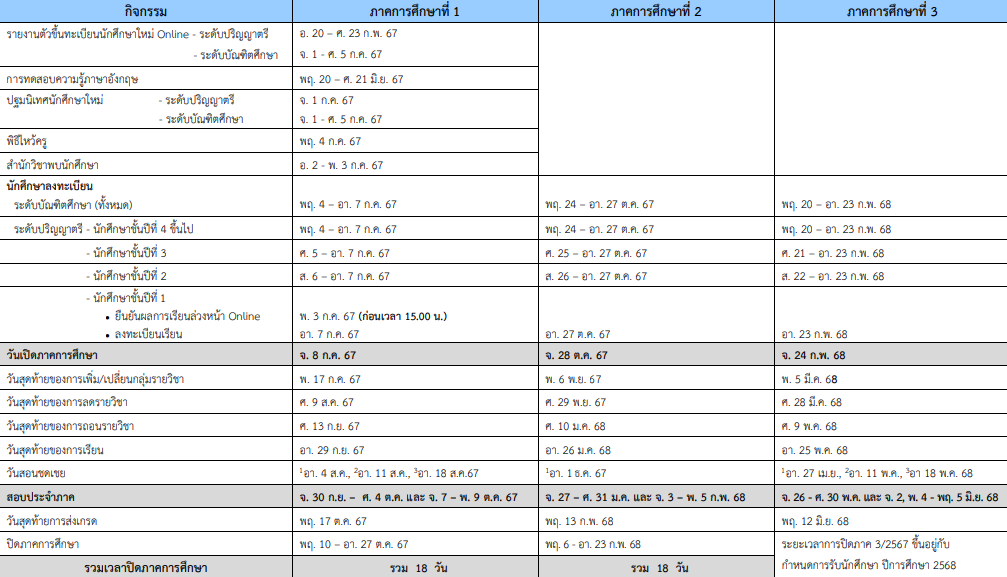 กิจกรรม ภาคการศึกษาที่ 1 ภาคการศึกษาที่ 2 ภาคการศึกษาที่ 3
รายงานตัวขึ้นทะเบียนนักศึกษาใหม่ Online - ระดับปริญญาตรี อ. 20 – ศ. 23 ก.พ. 67
- ระดับบัณฑิตศึกษา จ. 1 - ศ. 5 ก.ค. 67
การทดสอบความรู้ภาษาอังกฤษ พฤ. 20 – ศ. 21 มิ.ย. 67
ปฐมนิเทศนักศึกษาใหม่ - ระดับปริญญาตรี จ. 1 ก.ค. 67
- ระดับบัณฑิตศึกษา จ. 1 - ศ. 5 ก.ค. 67
พิธีไหว้ครู พฤ. 4 ก.ค. 67
สำนักวิชาพบนักศึกษา อ. 2 - พ. 3 ก.ค. 67
นักศึกษาลงทะเบียน
ระดับบัณฑิตศึกษา (ทั้งหมด) พฤ. 4 – อา. 7 ก.ค. 67 พฤ. 24 – อา. 27 ต.ค. 67 พฤ. 20 – อา. 23 ก.พ. 68
ระดับปริญญาตรี - นักศึกษาชั้นปีที่ 4 ขึ้นไป พฤ. 4 – อา. 7 ก.ค. 67 พฤ. 24 – อา. 27 ต.ค. 67 พฤ. 20 – อา. 23 ก.พ. 68
- นักศึกษาชั้นปีที่ 3 ศ. 5 – อา. 7 ก.ค. 67 ศ. 25 – อา. 27 ต.ค. 67 ศ. 21 – อา. 23 ก.พ. 68
- นักศึกษาชั้นปีที่ 2 ส. 6 – อา. 7 ก.ค. 67 ส. 26 – อา. 27 ต.ค. 67 ส. 22 – อา. 23 ก.พ. 68
- นักศึกษาชั้นปีที่ 1
• ยืนยันผลการเรียนล่วงหน้า Online พ. 3 ก.ค. 67 (ก่อนเวลา 15.00 น.)
• ลงทะเบียนเรียน อา. 7 ก.ค. 67 อา. 27 ต.ค. 67 อา. 23 ก.พ. 68
วันเปิดภาคการศึกษา จ. 8 ก.ค. 67 จ. 28 ต.ค. 67 จ. 24 ก.พ. 68
วันสุดท้ายของการเพิ่ม/เปลี่ยนกลุ่มรายวิชา พ. 17 ก.ค. 67 พ. 6 พ.ย. 67 พ. 5 มี.ค. 68
วันสุดท้ายของการลดรายวิชา ศ. 9 ส.ค. 67 ศ. 29 พ.ย. 67 ศ. 28 มี.ค. 68
วันสุดท้ายของการถอนรายวิชา ศ. 13 ก.ย. 67 ศ. 10 ม.ค. 68 ศ. 9 พ.ค. 68
วันสุดท้ายของการเรียน อา. 29 ก.ย. 67 อา. 26 ม.ค. 68 อา. 25 พ.ค. 68
วันสอนชดเชย ¹อา. 4 ส.ค., ²อา. 11 ส.ค., ³อา. 18 ส.ค.67 ¹อา. 1 ธ.ค. 67 ¹อา. 27 เม.ย., ²อา. 11 พ.ค., ³อา 18 พ.ค. 68
สอบประจำภาค จ. 30 ก.ย. – ศ. 4 ต.ค. และ จ. 7 – พ. 9 ต.ค. 67 จ. 27 – ศ. 31 ม.ค. และ จ. 3 – พ. 5 ก.พ. 68 จ. 26 - ศ. 30 พ.ค. และ จ. 2, พ. 4 - พฤ. 5 มิ.ย. 68
วันสุดท้ายการส่งเกรด พฤ. 17 ต.ค. 67 พฤ. 13 ก.พ. 68 พฤ. 12 มิ.ย. 68
ปิดภาคการศึกษา พฤ. 10 – อา. 27 ต.ค. 67 พฤ. 6 - อา. 23 ก.พ. 68 ระยะเวลาการปิดภาค 3/2567 ขึ้นอยู่กับ
รวมเวลาปิดภาคการศึกษา รวม 18 วัน รวม 18 วัน กำหนดการรับนักศึกษา ปีการศึกษา 2568